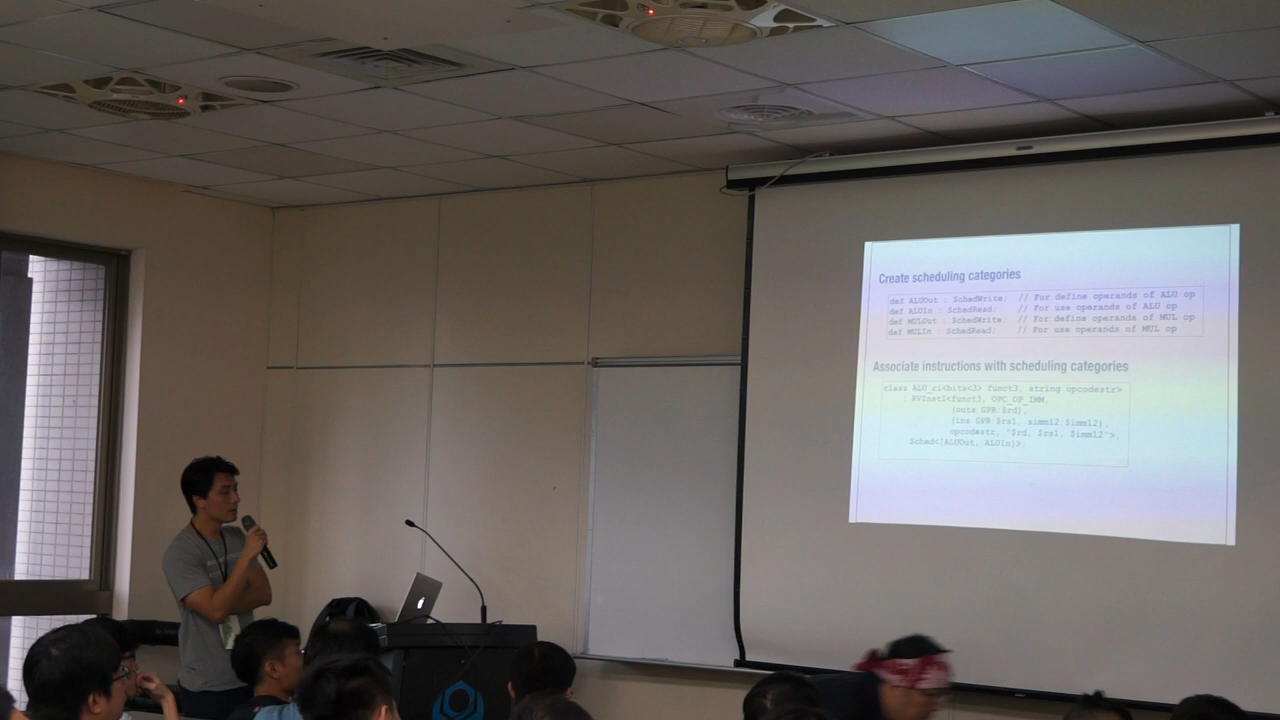 Create scheduling categories
def ALUOut : SchedWrite; // For define operands of ALU op
def ALUIn : SchedRead; // For use operands of ALU op
def MULOut : SchedWrite; // For define operands of MUL op
def MULIn : SchedRead; // For use operands of MUL op
Associate instructions with scheduling categories
class ALU_ri<bits<3> funct3, string opcodestr>
: RVInstI<funct3, OPC_OP_IMM,
(outs GPR:$rd),
(ins GPR:$rs1, simm12:$imm12),
opcodestr, "$rd, $rs1, $imm12">,
Sched<[ALUOut, ALUIn]>;